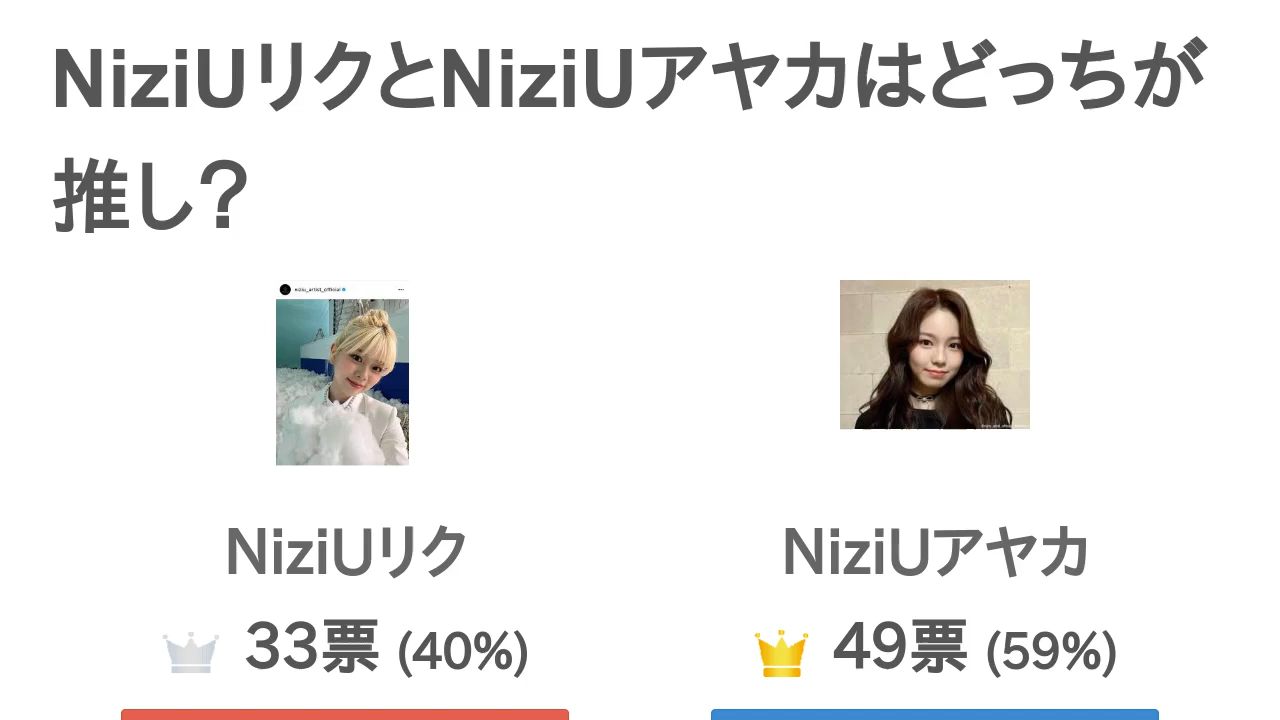 NiziUリクとNiziUアヤカはどっちが
推し？
niziu_artist_official
NiziUリク
NiziUアヤカ
33票 (40%)
49票 (59%)